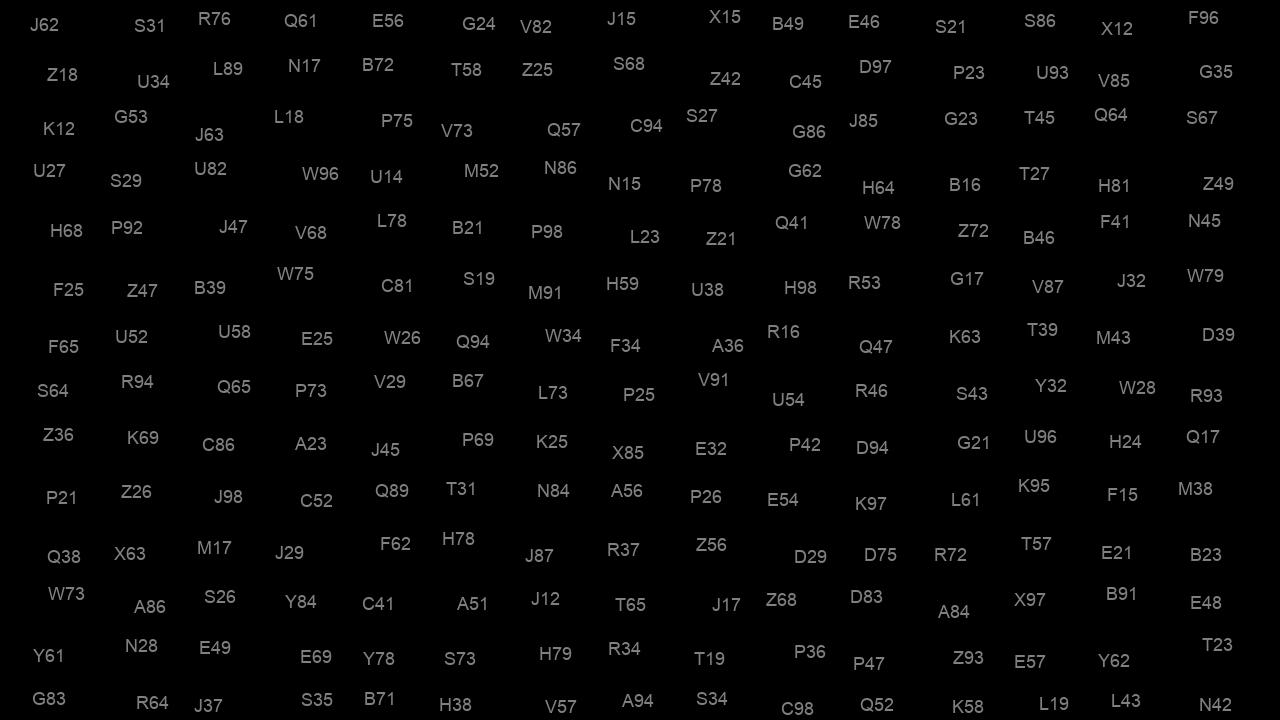 J62 S31 R76 Q61 E56 G24 V82 J15 X15 B49 E46 S21 S86 X12 F96
Z18 U34 L89 N17 B72 T58 Z25 S68 Z42 C45 D97 P23 U93 V85 G35
K12 G53 J63 L18 P75 V73 Q57 C94 S27 G86 J85 G23 T45 Q64 S67
U27 S29 U82 W96 U14 M52 N86 N15 P78 G62 H64 B16 T27 H81 Z49
H68 P92 J47 V68 L78 B21 P98 L23 Z21 Q41 W78 Z72 B46 F41 N45
F25 Z47 B39 W75 C81 S19 M91 H59 U38 H98 R53 G17 V87 J32 W79
F65 U52 U58 E25 W26 Q94 W34 F34 A36 R16 Q47 K63 T39 M43 D39
S64 R94 Q65 P73 V29 B67 L73 P25 V91 U54 R46 S43 Y32 W28 R93
Z36 K69 C86 A23 J45 P69 K25 X85 E32 P42 D94 G21 U96 H24 Q17
P21 Z26 J98 C52 Q89 T31 N84 A56 P26 E54 K97 L61 K95 F15 M38
Q38 X63 M17 J29 F62 H78 J87 R37 Z56 D29 D75 R72 T57 E21 B23
W73 A86 S26 Y84 C41 A51 J12 T65 J17 Z68 D83 A84 X97 B91 E48
Y61 N28 E49 E69 Y78 S73 H79 R34 T19 P36 P47 Z93 E57 Y62 T23
G83 R64 J37 S35 B71 H38 V57 A94 S34 C98 Q52 K58 L19 L43 N42